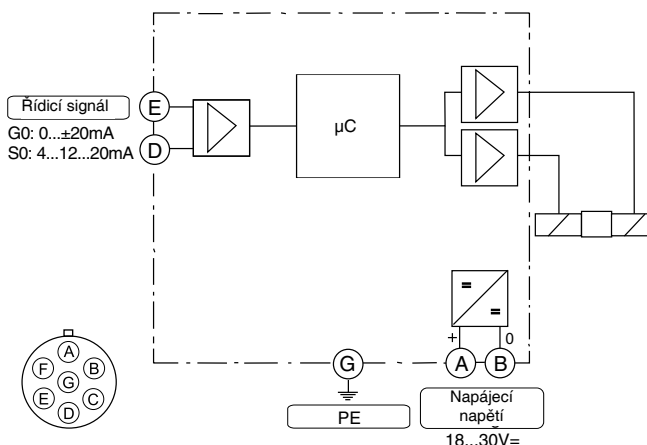 Řídicí signál
G0: 0...±20mA
S0: 4...12...20mA
E
D
µC
+
0
A
B
G
PE
Napájecí
napětí
18...30V=
A
F
B
G
E
C
D